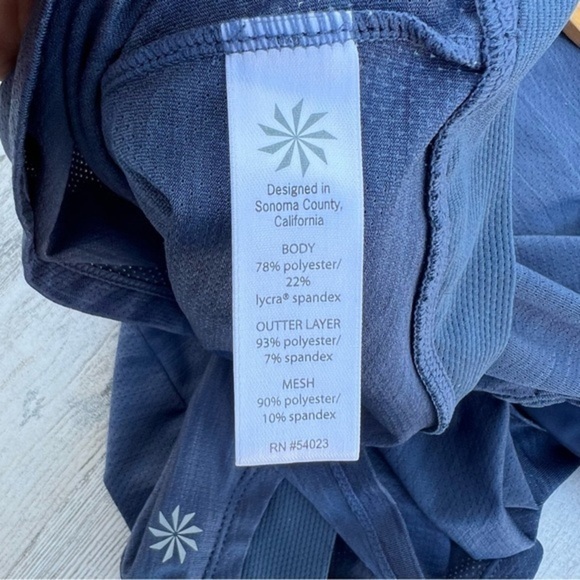 Designed in
Sonoma County,
California
BODY
78% polyester/
22%
lycra® spandex
OUTTER LAYER
93% polyester/
7% spandex
MESH
90% polyester/
10% spandex
RN #54023